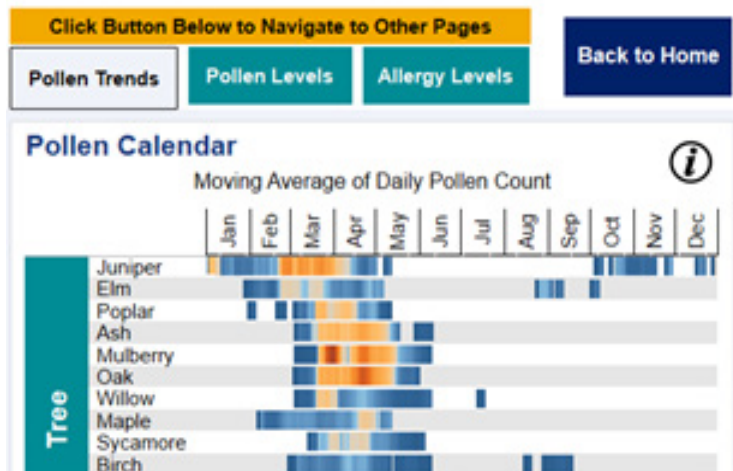 Click Button Below to Navigate to Other Pages
Back to Home
Pollen Trends
Pollen Levels
Allergy Levels
Pollen Calendar
i
Moving Average of Daily Pollen Count
Jan Feb Mar Apr May Jun Jul Aug Sep Oct Nov Dec
Tree
Juniper
Elm
Poplar
Ash
Mulberry
Oak
Willow
Maple
Sycamore
Birch